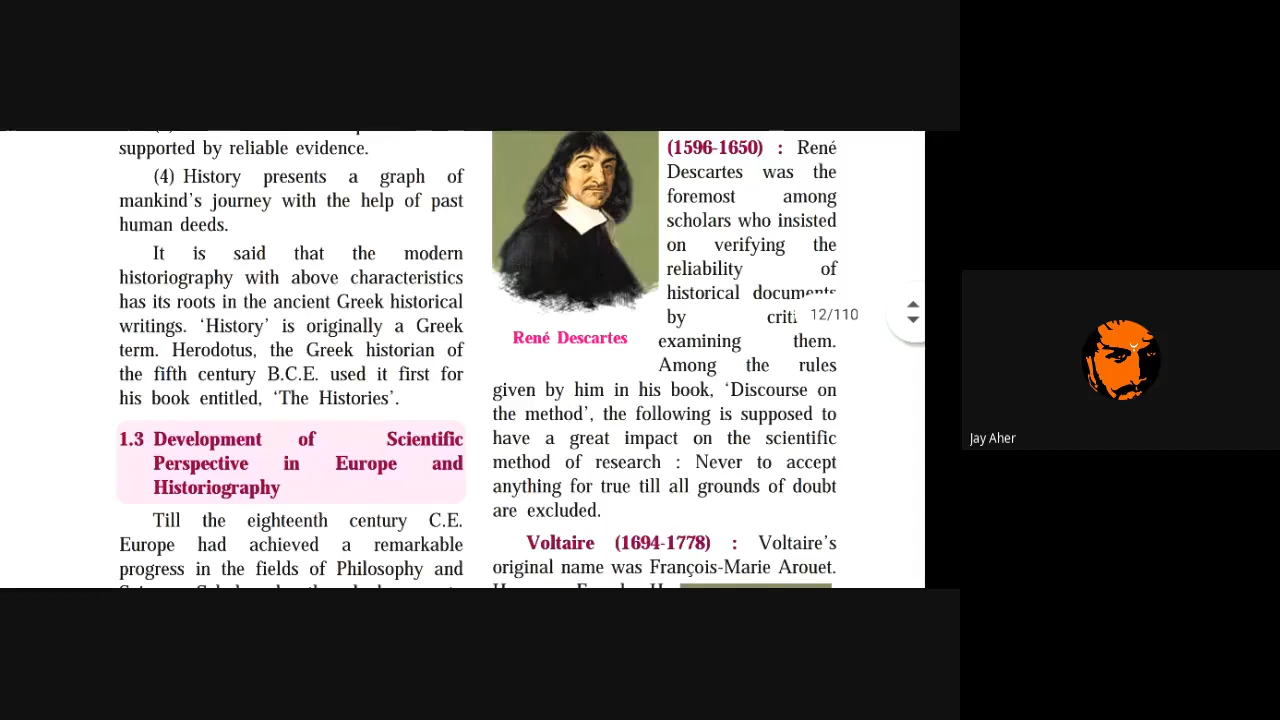 supported by reliable evidence.
(4) History presents a graph of
mankind's journey with the help of past
human deeds.
It is said that the modern
historiography with above characteristics
has its roots in the ancient Greek historical
writings. 'History' is originally a Greek
term. Herodotus, the Greek historian of
the fifth century B.C.E. used it first for
his book entitled, 'The Histories'.
1.3 Development of Scientific
Perspective in Europe and
Historiography
Till the eighteenth century C.E.
Europe had achieved a remarkable
progress in the fields of Philosophy and
René Descartes
(1596-1650) : René
Descartes was the
foremost among
scholars who insisted
on verifying the
reliability of
historical documents
by criti
examining them.
Among the rules
given by him in his book, 'Discourse on
the method', the following is supposed to
have a great impact on the scientific
method of research : Never to accept
anything for true till all grounds of doubt
are excluded.
Voltaire (1694-1778) : Voltaire's
original name was François-Marie Arouet.
12/110
Jay Aher